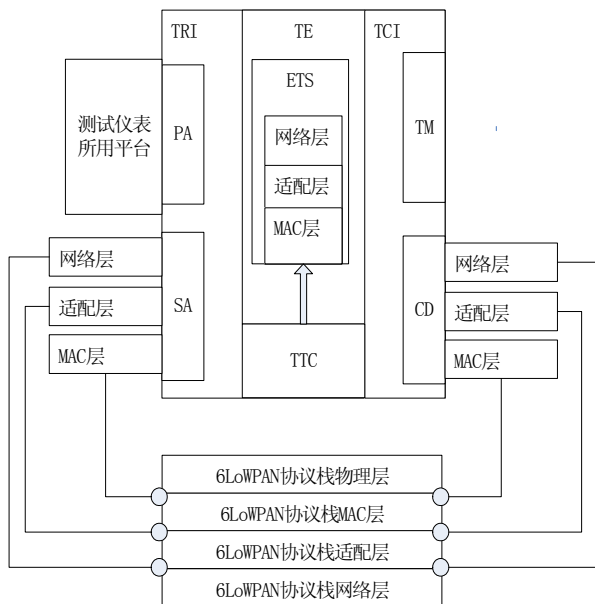 TRI
TE
TCI
ETS
测试仪表
所用平台
PA
TM
网络层
适配层
MAC层
网络层
适配层
MAC层
SA
CD
网络层
适配层
MAC层
TTC
6LoWPAN协议栈物理层
6LoWPAN协议栈MAC层
6LoWPAN协议栈适配层
6LoWPAN协议栈网络层